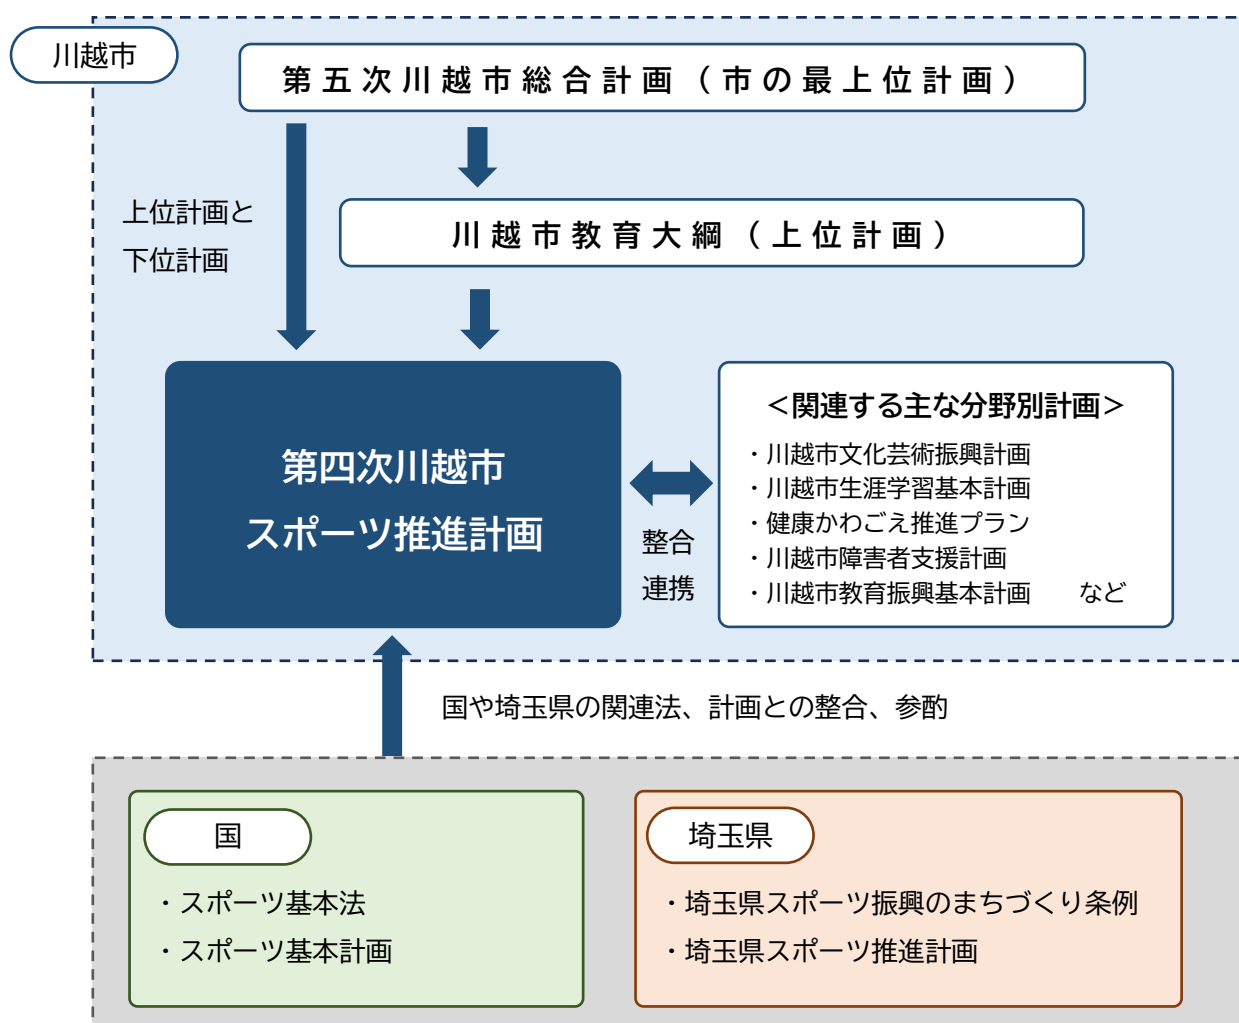 川越市
第五次川越市総合計画（市の最上位計画）
上位計画と
下位計画
川越市教育大綱（上位計画）
第四次川越市
スポーツ推進計画
整合
連携
＜関連する主な分野別計画＞
・川越市文化芸術振興計画
・川越市生涯学習基本計画
・健康かわごえ推進プラン
・川越市障害者支援計画
・川越市教育振興基本計画　　など
国や埼玉県の関連法、計画との整合、参酌
国
・スポーツ基本法
・スポーツ基本計画
埼玉県
・埼玉県スポーツ振興のまちづくり条例
・埼玉県スポーツ推進計画